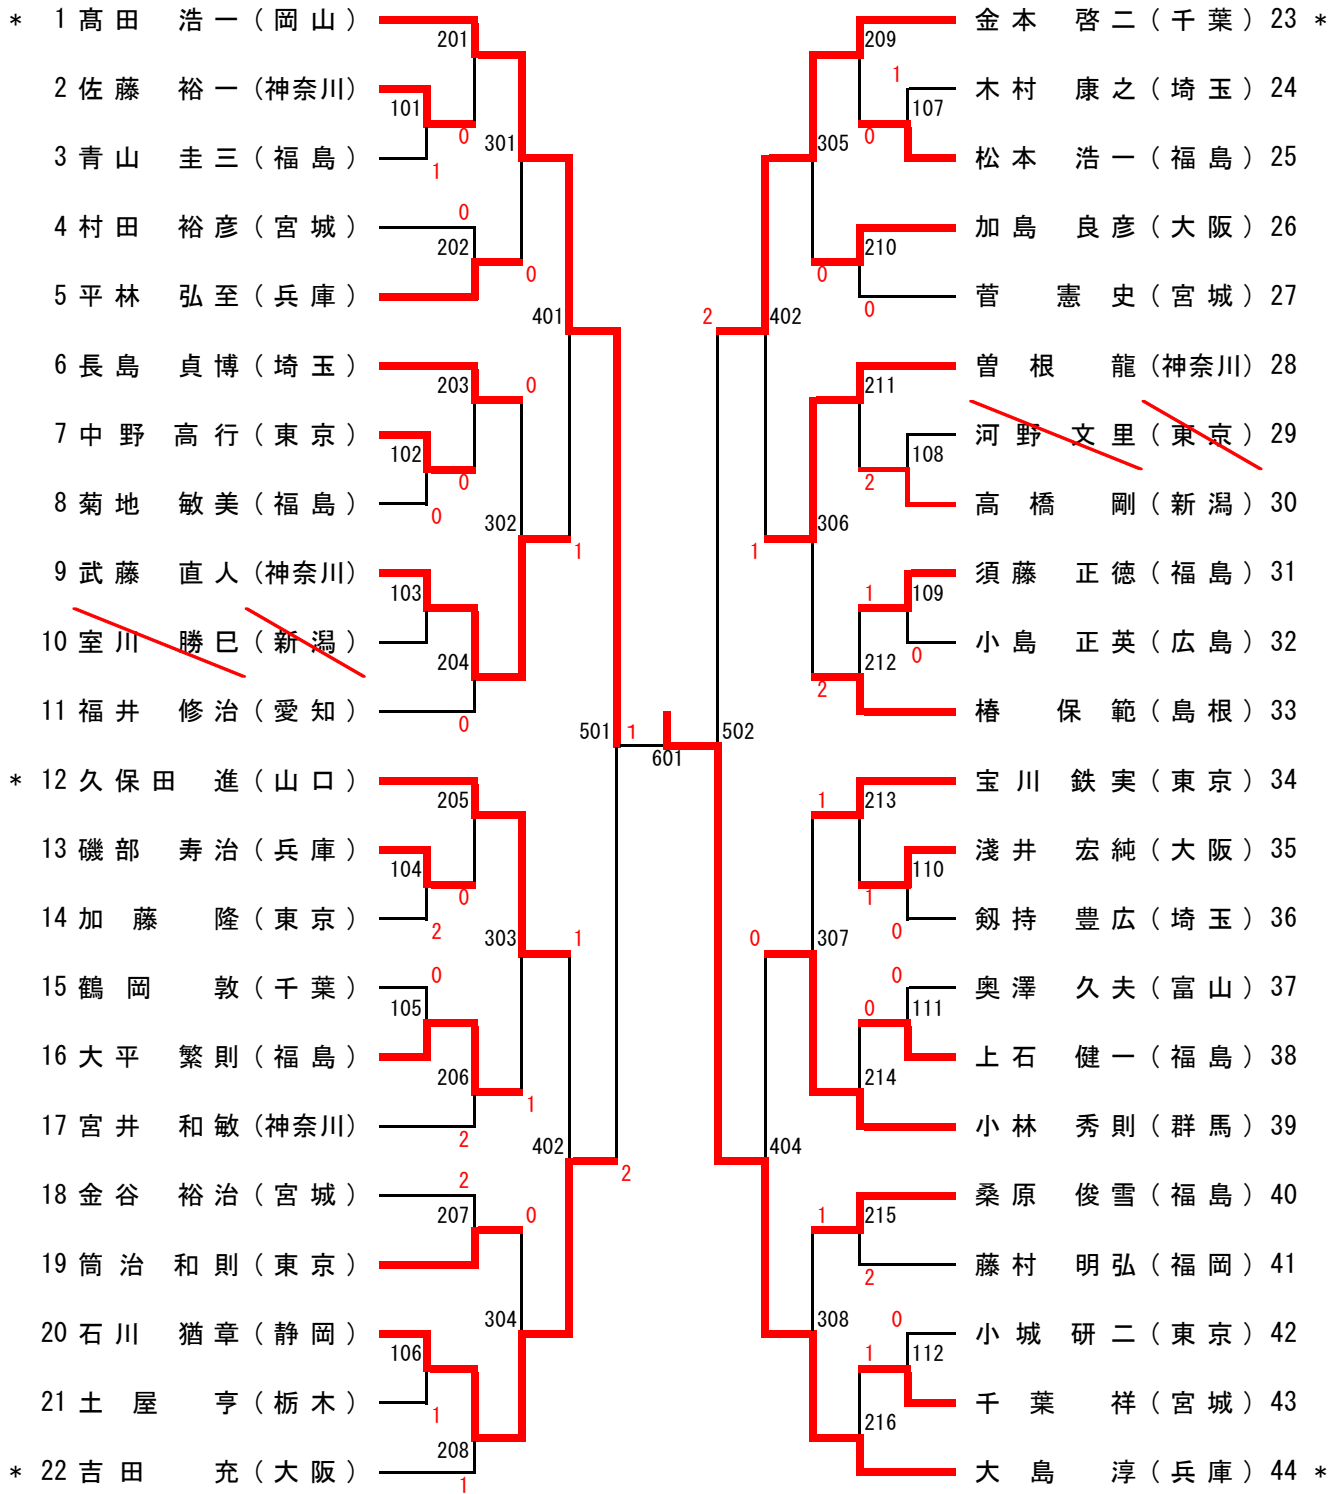 * 1 髙田 浩一 (岡山)
201
2 佐藤 裕一 (神奈川)
101
0
301
3 青山 圭三 (福島)
1
0
4 村田 裕彦 (宮城)
202
0
5 平林 弘至 (兵庫)
401
6 長島 貞博 (埼玉)
203
0
7 中野 高行 (東京)
102
0
8 菊地 敏美 (福島)
0
302
1
9 武藤 直人 (神奈川)
103
10 室川 勝巳 (新潟)
204
11 福井 修治 (愛知)
0
501
1
601
* 12 久保田 進 (山口)
205
13 磯部 寿治 (兵庫)
104
0
14 加藤 隆 (東京)
2
303
1
15 鶴岡 敦 (千葉)
0
105
16 大平 繁則 (福島)
206
1
17 宮井 和敏 (神奈川)
2
402
2
18 金谷 裕治 (宮城)
2
207
0
19 筒治 和則 (東京)
304
20 石川 猶章 (静岡)
106
21 土屋 亨 (栃木)
1
208
* 22 吉田 充 (大阪)
1
金本 啓二 (千葉) 23 *
209
1
木村 康之 (埼玉) 24
107
0
305
松本 浩一 (福島) 25
加島 良彦 (大阪) 26
210
0
菅 憲史 (宮城) 27
0
2
402
曽根 龍 (神奈川) 28
211
河野 文里 (東京) 29
108
2
高橋 剛 (新潟) 30
306
1
須藤 正徳 (福島) 31
1
109
小島 正英 (広島) 32
0
212
2
椿 保範 (島根) 33
502
宝川 鉄実 (東京) 34
1
213
淺井 宏純 (大阪) 35
110
1
剱持 豊広 (埼玉) 36
0
0
307
奥澤 久夫 (富山) 37
0
0
111
上石 健一 (福島) 38
214
小林 秀則 (群馬) 39
404
桑原 俊雪 (福島) 40
1
215
藤村 明弘 (福岡) 41
2
308
小城 研二 (東京) 42
0
1
112
千葉 祥 (宮城) 43
216
大島 淳 (兵庫) 44 *